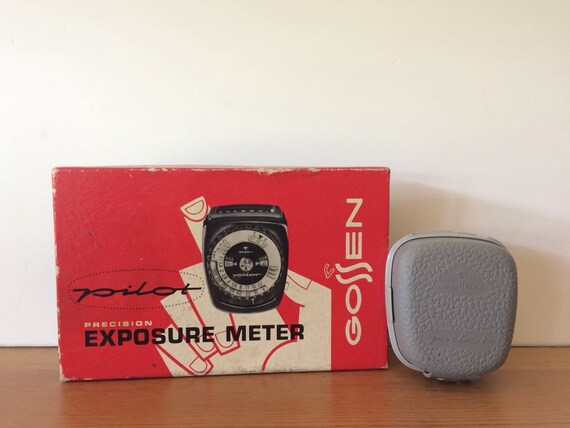 pilot
PRECISION
EXPOSURE METER
GOSSEN